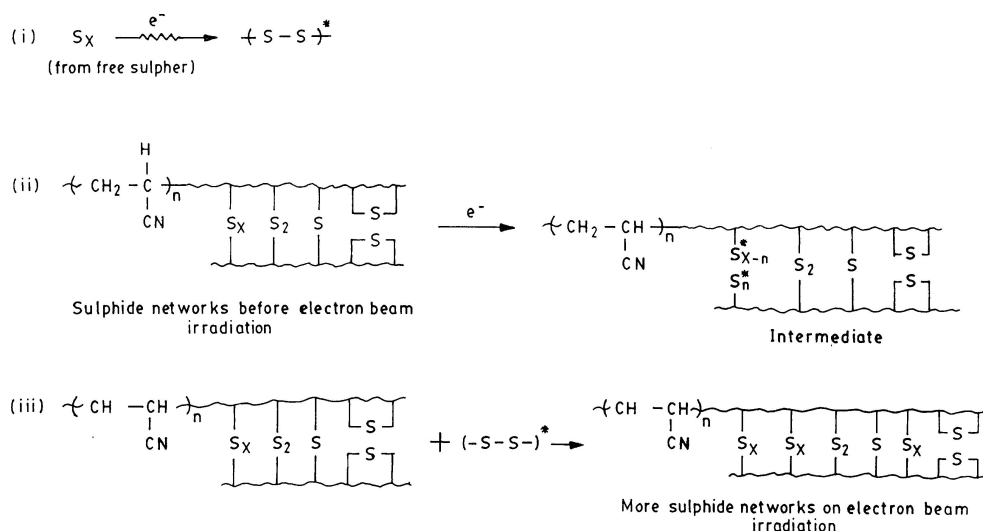 (i) Sx e⁻ ( S – S )*
(from free sulpher)
H
(ii) ( CH₂ – C )n
CN
Sx S₂ S S
S
e⁻
( CH₂ – CH )n
CN
S*x-n S₂ S S
S*n S
Sulphide networks before electron beam
irradiation
Intermediate
(iii) ( CH – CH )n
CN
Sx S₂ S S
S
+ (-S-S-)*
( CH – CH )n
CN
Sx Sx S₂ S Sx S
S
More sulphide networks on electron beam
irradiation